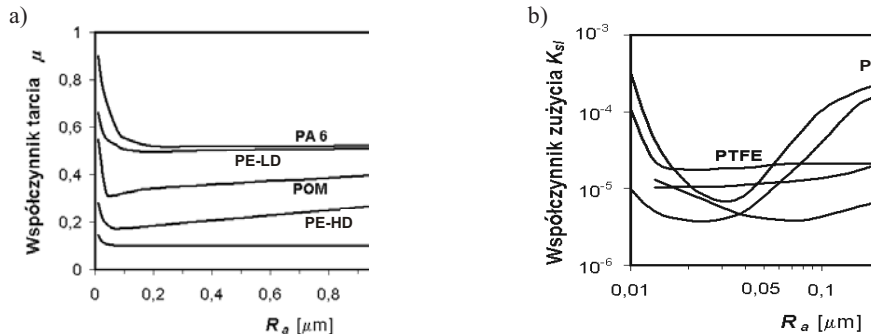 a)
Współczynnik tarcia μ
1
0,8
0,6
0,4
0,2
0
PA 6
PE-LD
POM
PE-HD
0 0,2 0,4 0,6 0,8
R a [μm]
b)
Współczynnik zużycia Ksl
10-3
10-4
10-5
10-6
P
PTFE
0,01 0,05 0,1
R a [μm]